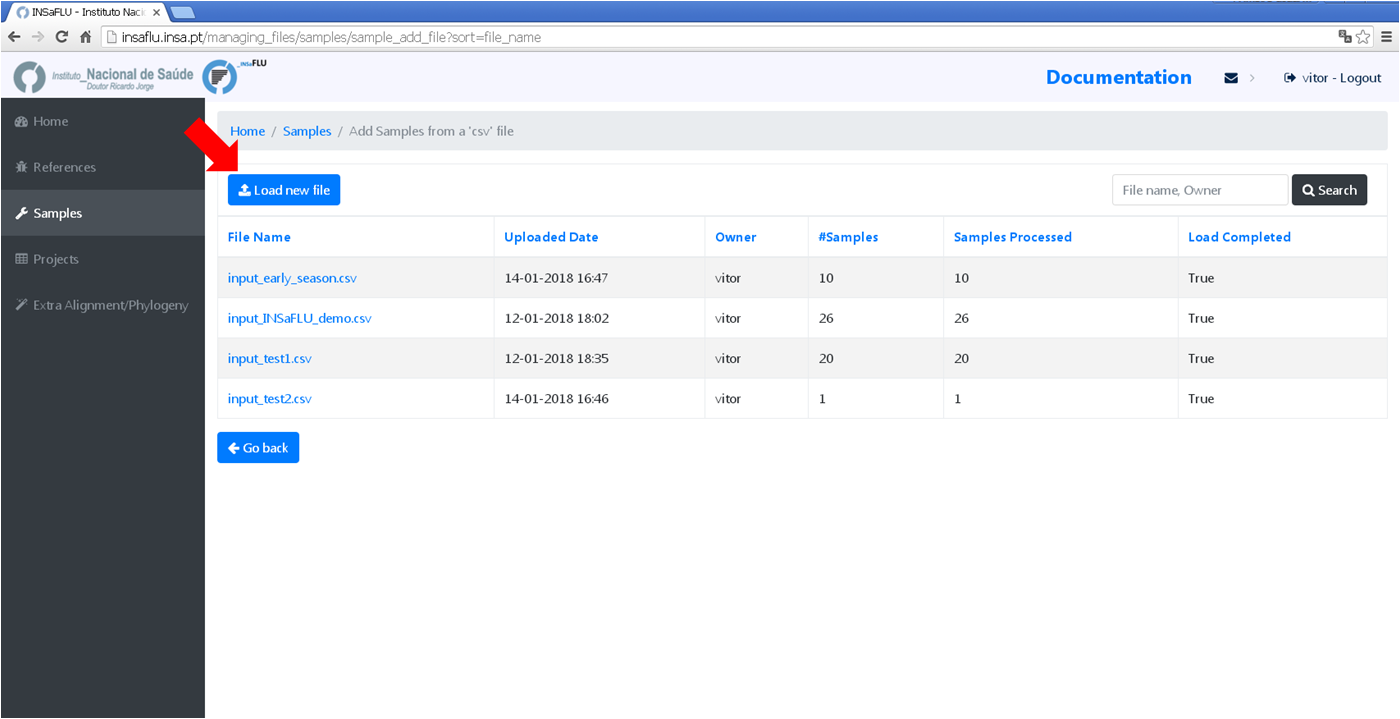 INSaFLU - Instituto Naci
insaflu.insa.pt/managing_files/samples/sample_add_file?sort=file_name
Instituto_Nacional de Saúde
Doutor Ricardo Jorge
_INSaFLU
Documentation
vitor - Logout
Home
References
Samples
Projects
Extra Alignment/Phylogeny
Home / Samples / Add Samples from a 'csv' file
Load new file
File name, Owner
Search
File Name Uploaded Date Owner #Samples Samples Processed Load Completed
input_early_season.csv 14-01-2018 16:47 vitor 10 10 True
input_INSaFLU_demo.csv 12-01-2018 18:02 vitor 26 26 True
input_test1.csv 12-01-2018 18:35 vitor 20 20 True
input_test2.csv 14-01-2018 16:46 vitor 1 1 True
Go back